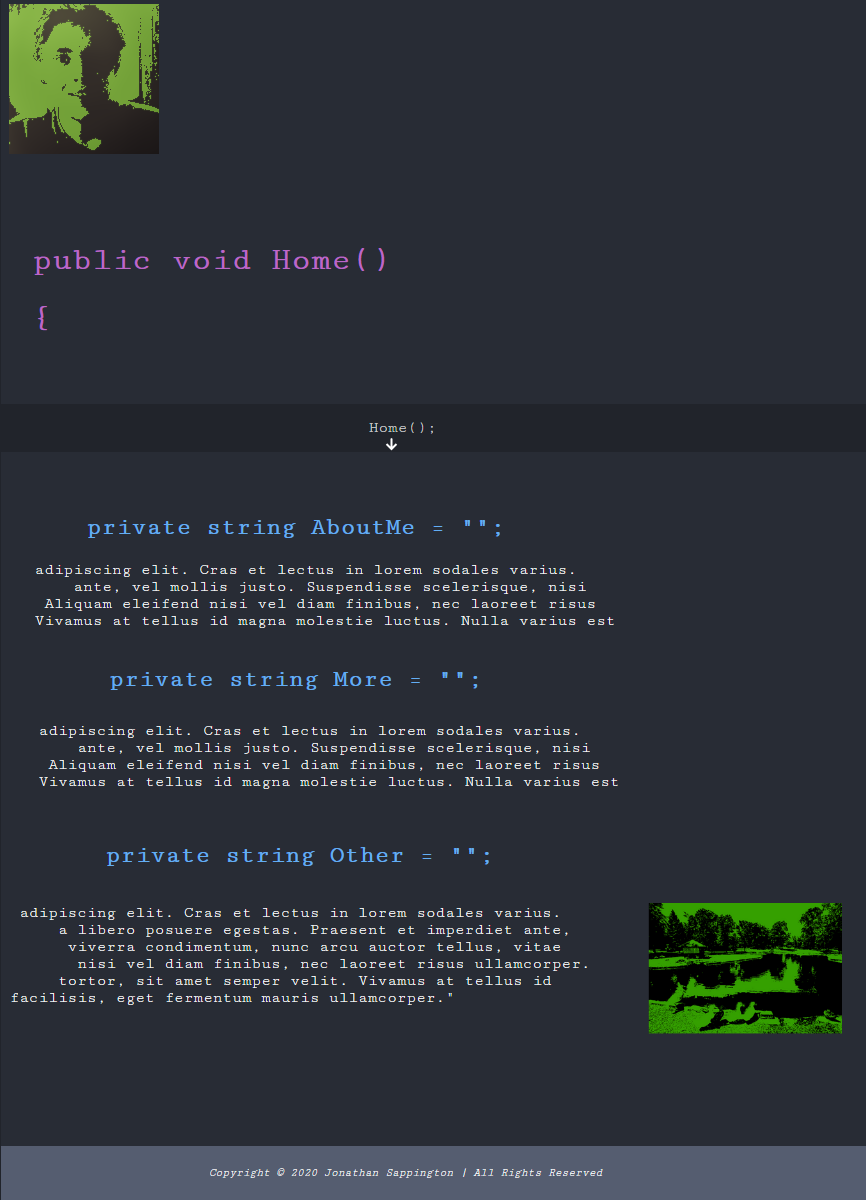 public void Home()
{
Home();
private string AboutMe = "";
adipiscing elit. Cras et lectus in lorem sodales varius.
ante, vel mollis justo. Suspendisse scelerisque, nisi
Aliquam eleifend nisi vel diam finibus, nec laoreet risus
Vivamus at tellus id magna molestie luctus. Nulla varius est
private string More = "";
adipiscing elit. Cras et lectus in lorem sodales varius.
ante, vel mollis justo. Suspendisse scelerisque, nisi
Aliquam eleifend nisi vel diam finibus, nec laoreet risus
Vivamus at tellus id magna molestie luctus. Nulla varius est
private string Other = "";
adipiscing elit. Cras et lectus in lorem sodales varius.
a libero posuere egestas. Praesent et imperdiet ante,
viverra condimentum, nunc arcu auctor tellus, vitae
nisi vel diam finibus, nec laoreet risus ullamcorper.
tortor, sit amet semper velit. Vivamus at tellus id
facilisis, eget fermentum mauris ullamcorper."
Copyright © 2020 Jonathan Sappington | All Rights Reserved